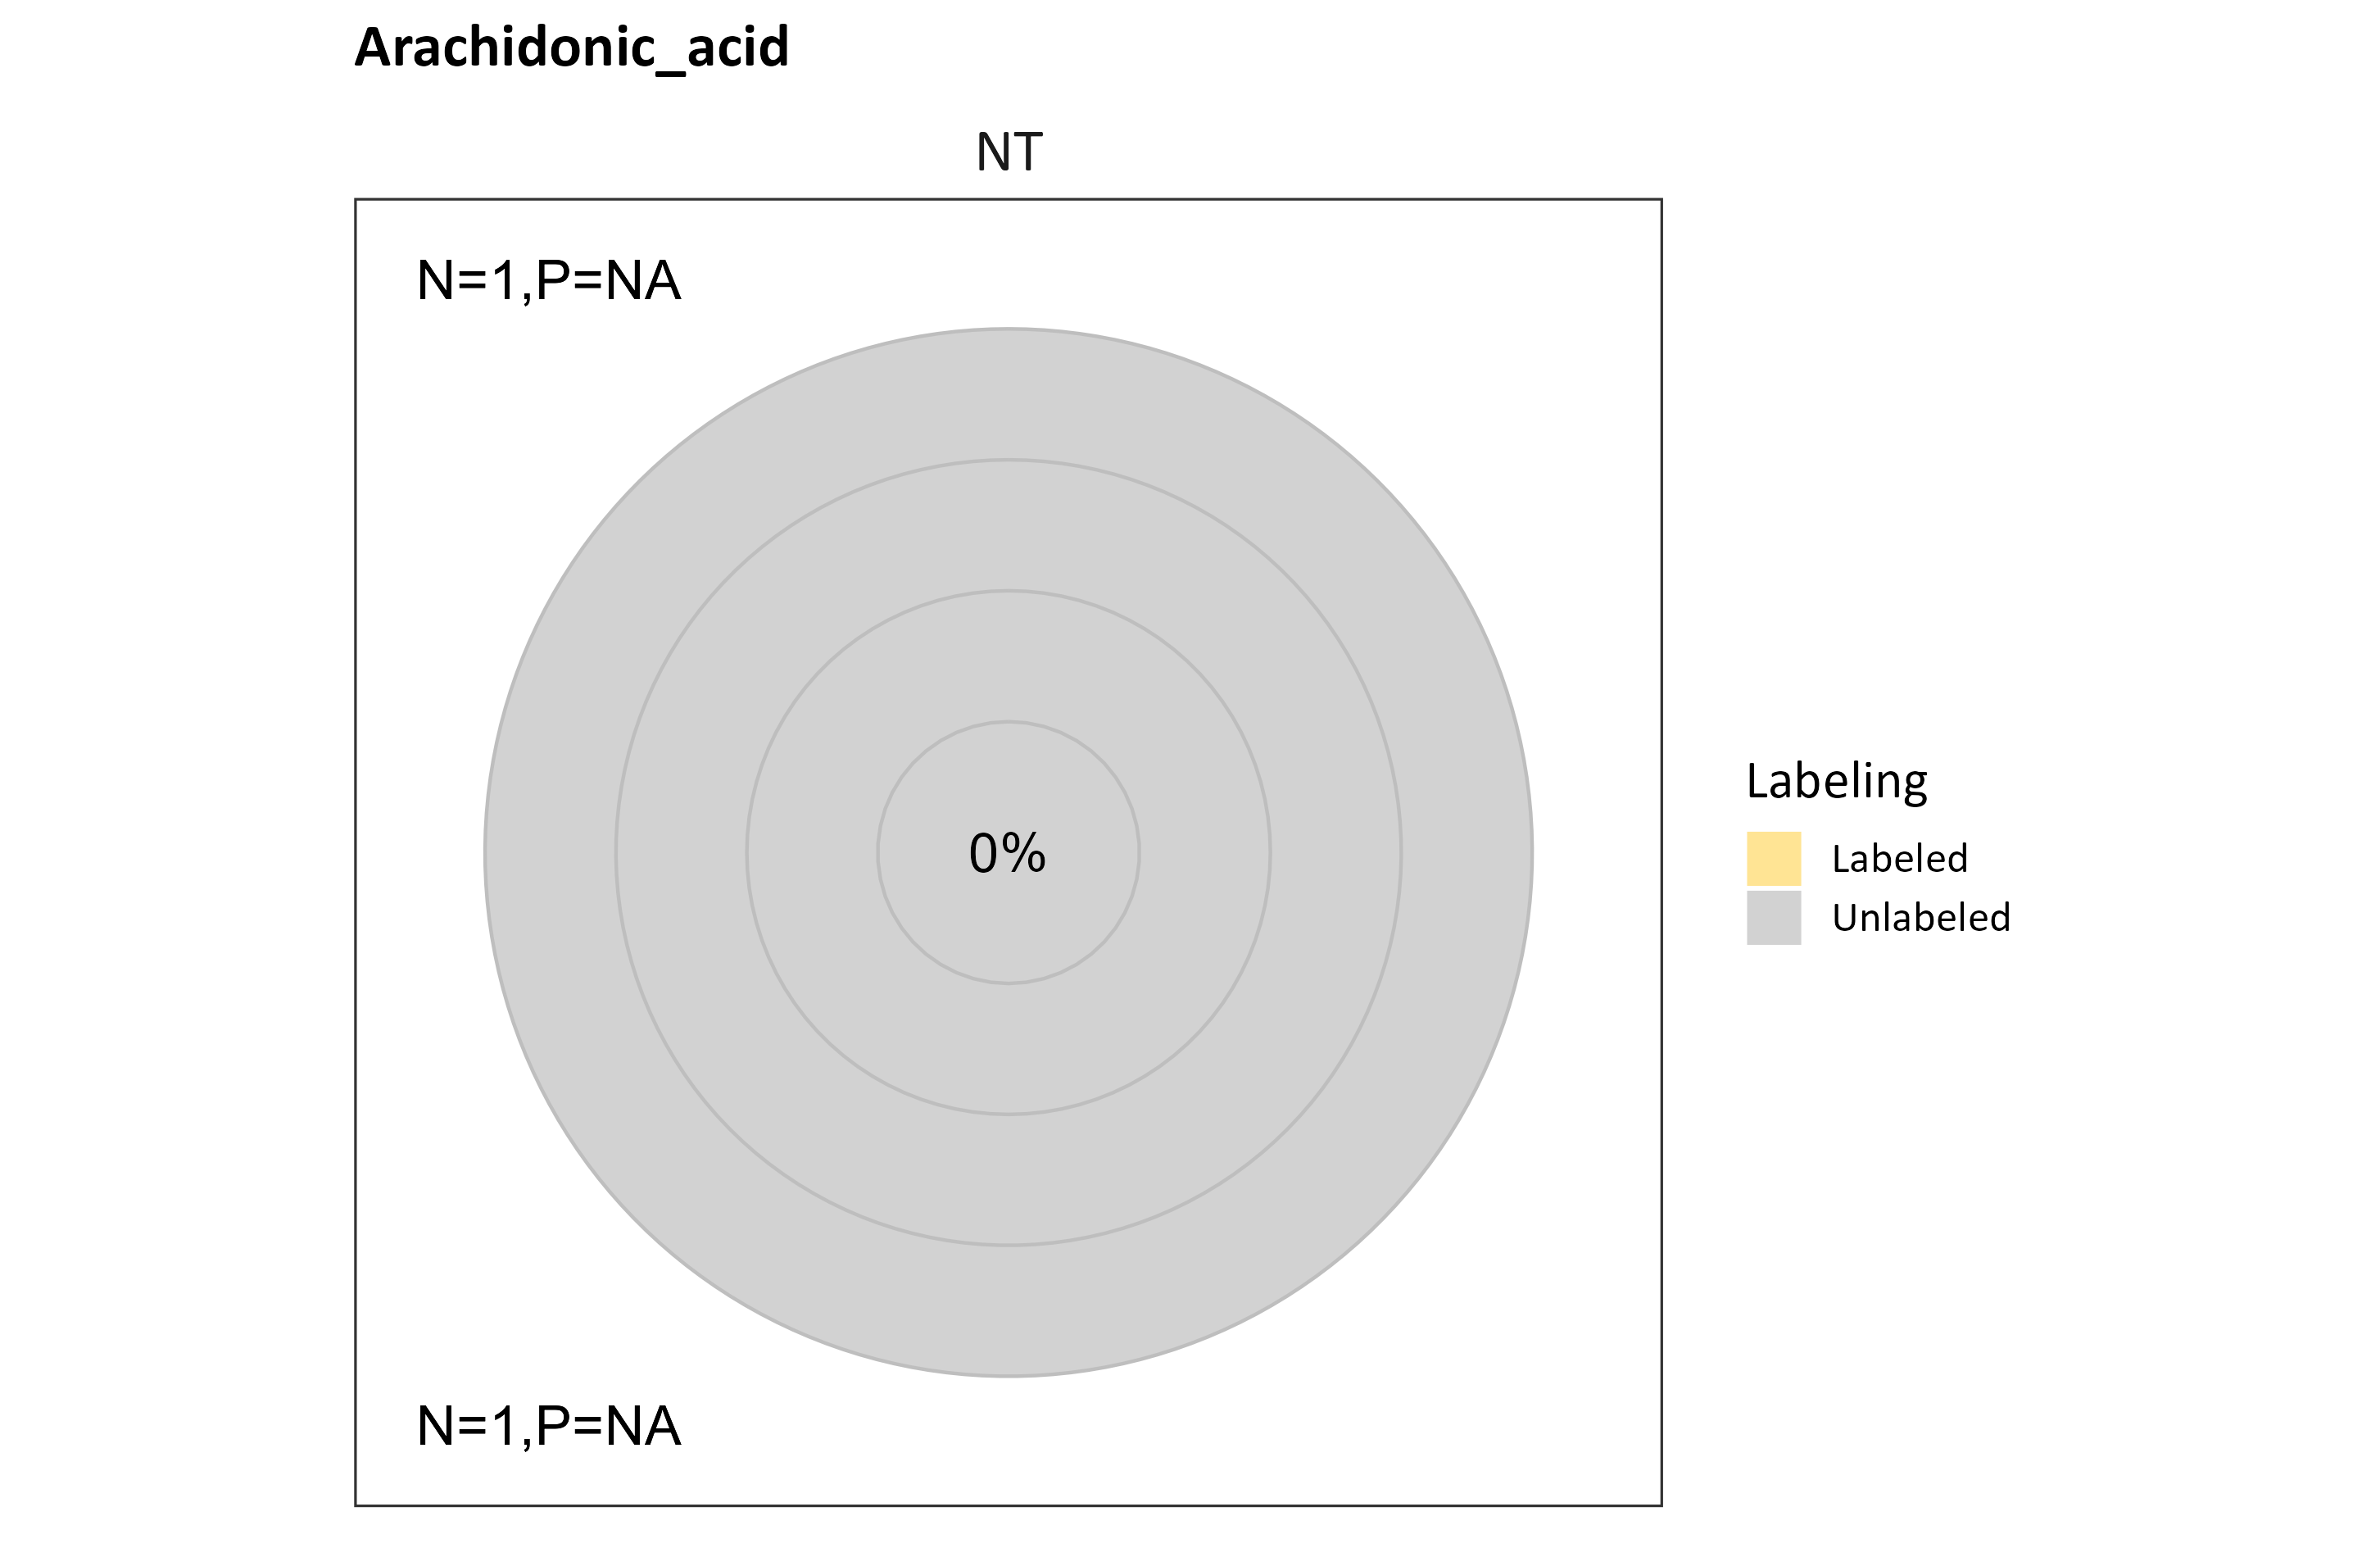 Arachidonic_acid
NT
N=1,P=NA
0%
Labeling
Labeled
Unlabeled
N=1,P=NA